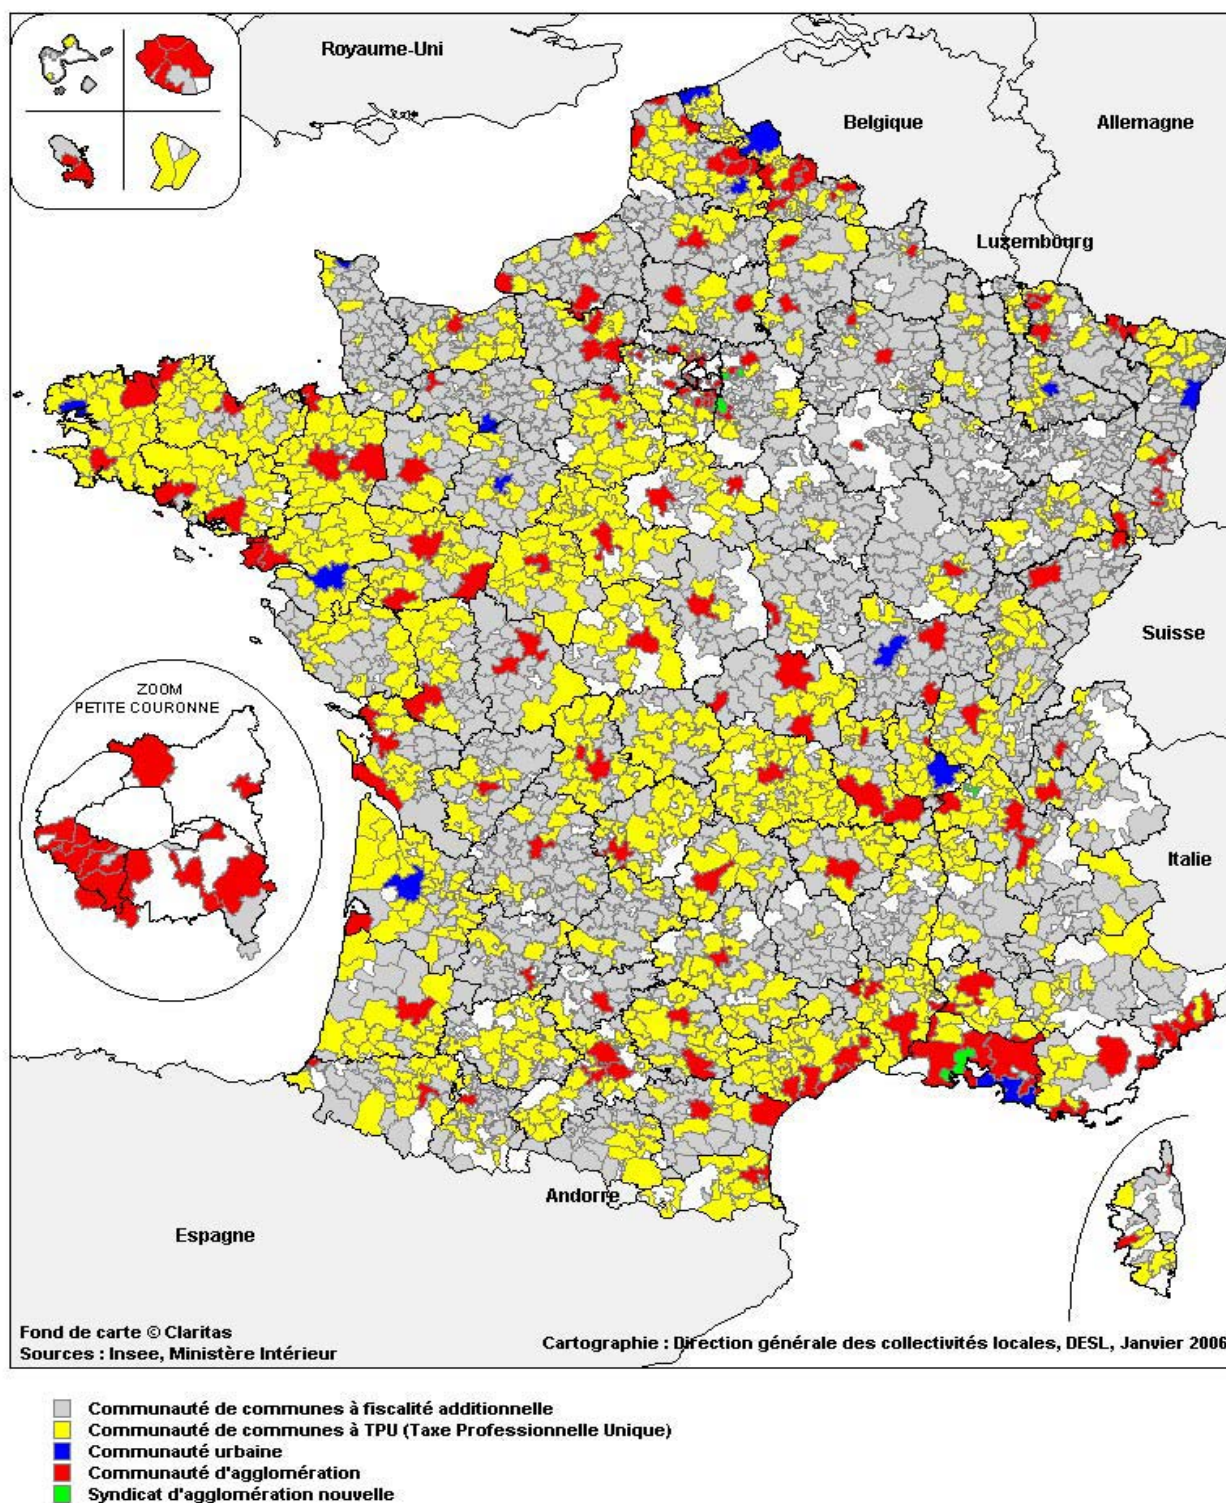 Royaume-Uni
Belgique
Allemagne
Luxembourg
Suisse
ZOOM
PETITE COURONNE
Italie
Andorre
Espagne
Fond de carte © Claritas
Sources : Insee, Ministère Intérieur
Cartographie : Direction générale des collectivités locales, DESL, Janvier 2006
Communauté de communes à fiscalité additionnelle
Communauté de communes à TPU (Taxe Professionnelle Unique)
Communauté urbaine
Communauté d'agglomération
Syndicat d'agglomération nouvelle